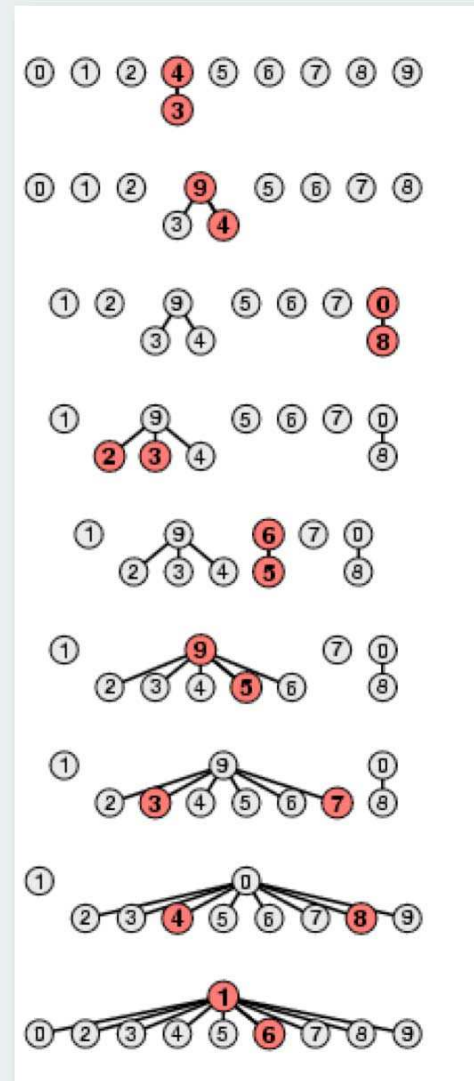 0 1 2 4 5 6 7 8 9
3
0 1 2 9 5 6 7 8
3 4
1 2 9 5 6 7 0
3 4 8
1 9 5 6 7 0
2 3 4 8
1 9 6 7 0
2 3 4 5 8
1 9 7 0
2 3 4 5 6 8
1 9 0
2 3 4 5 6 7 8
1 0
2 3 4 5 6 7 8 9
1
0 2 3 4 5 6 7 8 9